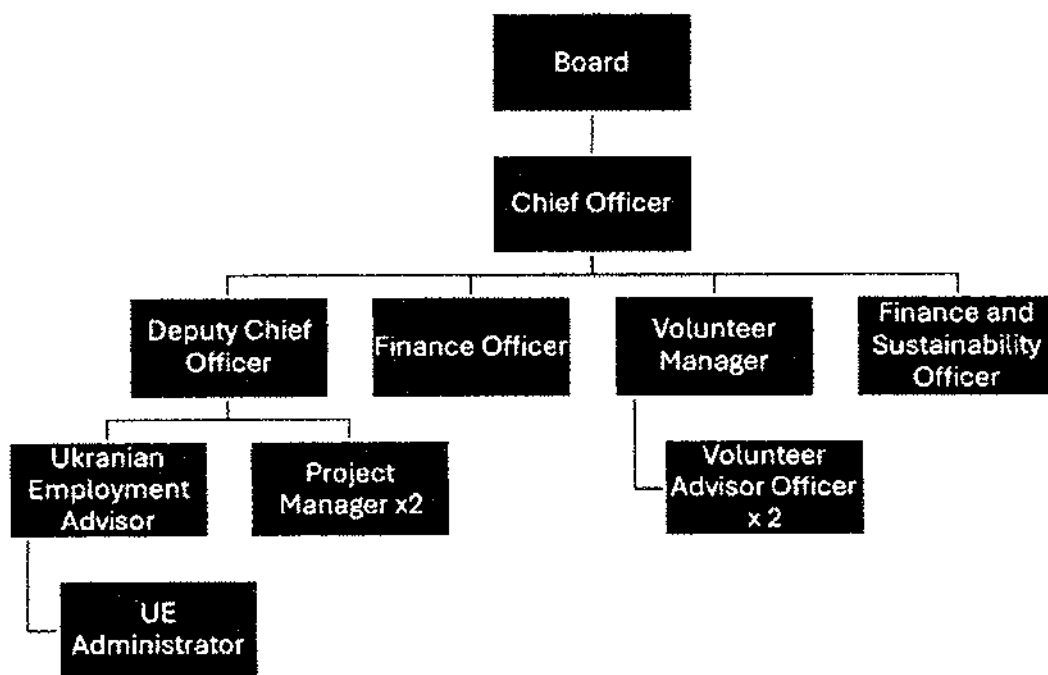 Board
Chief Officer
Deputy Chief
Officer
Finance Officer
Volunteer
Manager
Finance and
Sustainability
Officer
Ukranian
Employment
Advisor
Project
Manager x2
Volunteer
Advisor Officer
x 2
UE
Administrator